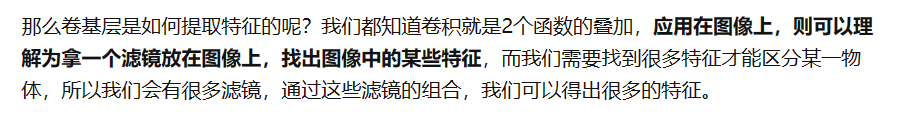 那么卷基层是如何提取特征的呢？我们都知道卷积就是2个函数的叠加，应用在图像上，则可以理
解为拿一个滤镜放在图像上，找出图像中的某些特征，而我们需要找到很多特征才能区分某一物
体，所以我们会有很多滤镜，通过这些滤镜的组合，我们可以得出很多的特征。